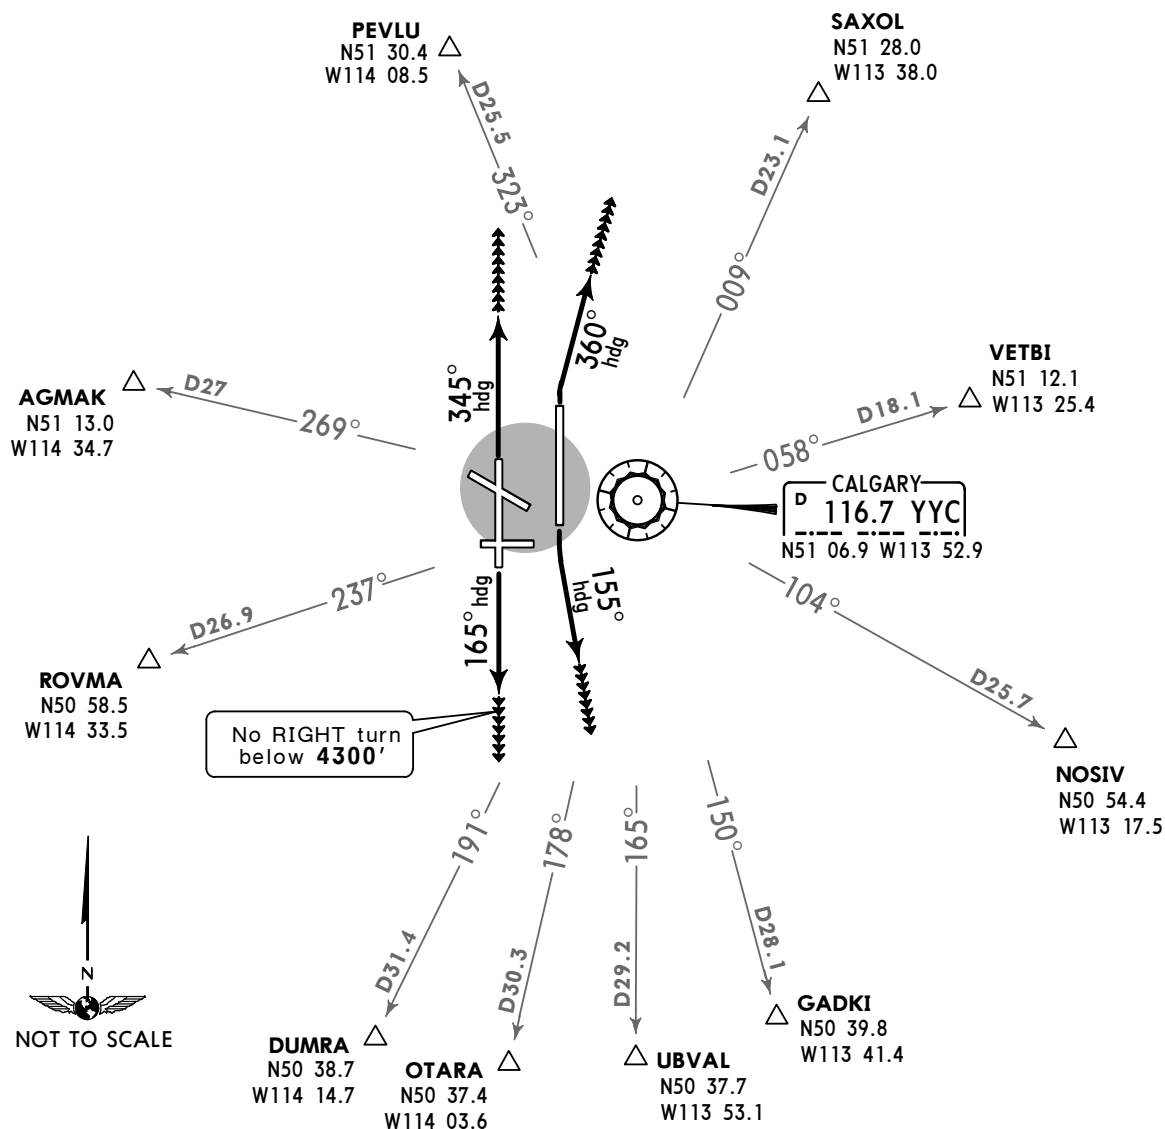 PEVLU
N51 30.4
W114 08.5
D25.5
323°
SAXOL
N51 28.0
W113 38.0
D23.1
009°
345°
hdg
360°
hdg
AGMAK
N51 13.0
W114 34.7
D27
269°
VETBI
N51 12.1
W113 25.4
D18.1
058°
CALGARY
D 116.7 YYC
N51 06.9 W113 52.9
ROVMA
N50 58.5
W114 33.5
D26.9
237°
165° hdg
155°
hdg
104°
D25.7
NOSIV
N50 54.4
W113 17.5
No RIGHT turn
below 4300'
191°
D31.4
DUMRA
N50 38.7
W114 14.7
178°
D30.3
OTARA
N50 37.4
W114 03.6
165°
D29.2
UBVAL
N50 37.7
W113 53.1
150°
D28.1
GADKI
N50 39.8
W113 41.4
N
NOT TO SCALE